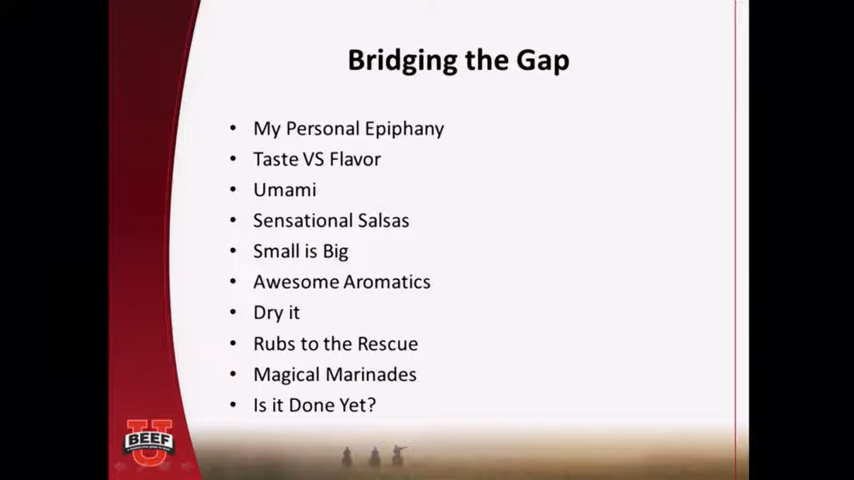 Bridging the Gap
• My Personal Epiphany
• Taste VS Flavor
• Umami
• Sensational Salsas
• Small is Big
• Awesome Aromatics
• Dry it
• Rubs to the Rescue
• Magical Marinades
• Is it Done Yet?
U
BEEF